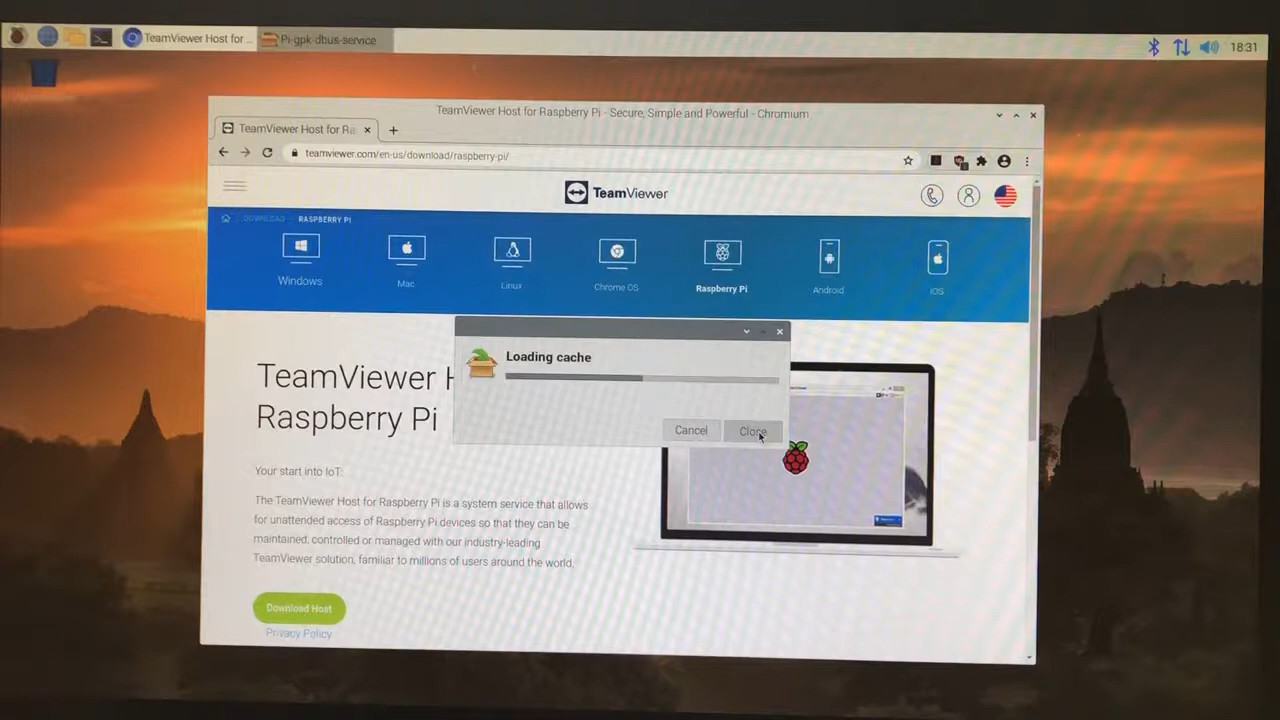 TeamViewer Host for ...
Pi-gpk-dbus-service
18:31
TeamViewer Host for Raspberry Pi - Secure, Simple and Powerful - Chromium
TeamViewer Host for Ra
teamviewer.com/en-us/download/raspberry-pi/
TeamViewer
DOWNLOAD RASPBERRY PI
Windows
Mac
Linux
Chrome OS
Raspberry Pi
Android
iOS
Loading cache
Cancel
Close
TeamViewer H
Raspberry Pi
Your start into IoT:
The TeamViewer Host for Raspberry Pi is a system service that allows
for unattended access of Raspberry Pi devices so that they can be
maintained, controlled or managed with our industry-leading
TeamViewer solution, familiar to millions of users around the world.
Download Host
Privacy Policy